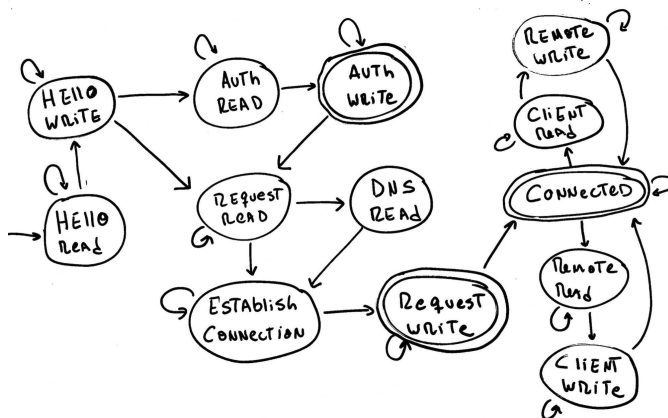 HELLO
WRITE
AUTH
READ
AUTH
WRITE
REMOTE
WRITE
CLIENT
READ
HELLO
READ
REQUEST
READ
DNS
READ
CONNECTED
ESTABLISH
CONNECTION
REQUEST
WRITE
REMOTE
READ
CLIENT
WRITE